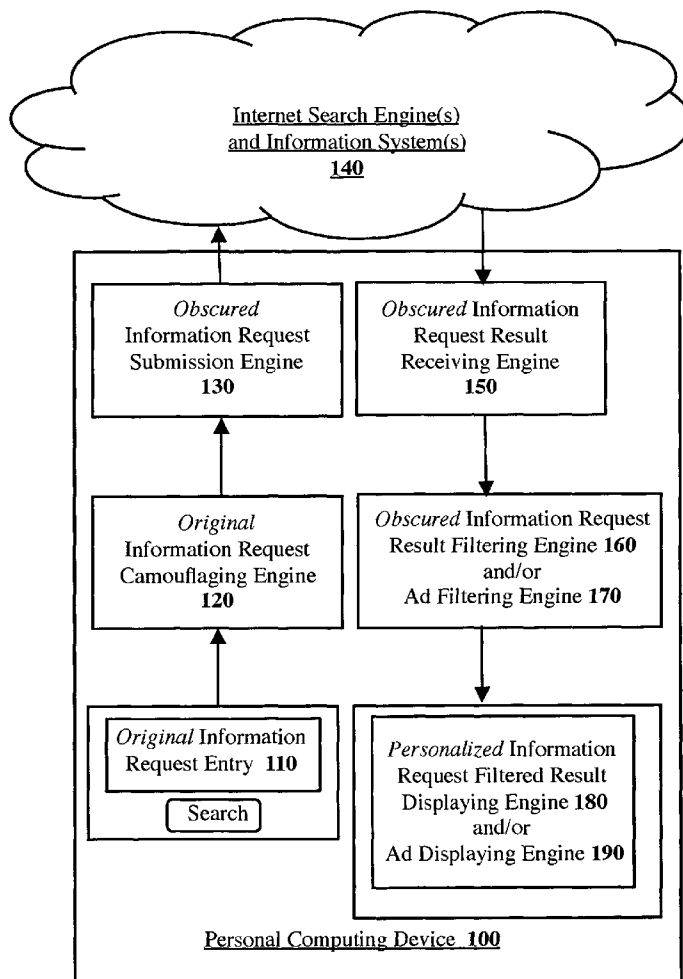 Internet Search Engine(s)
and Information System(s)
140
Obscured
Information Request
Submission Engine
130
Obscured Information
Request Result
Receiving Engine
150
Original
Information Request
Camouflaging Engine
120
Obscured Information Request
Result Filtering Engine 160
and/or
Ad Filtering Engine 170
Original Information
Request Entry 110
Search
Personalized Information
Request Filtered Result
Displaying Engine 180
and/or
Ad Displaying Engine 190
Personal Computing Device 100